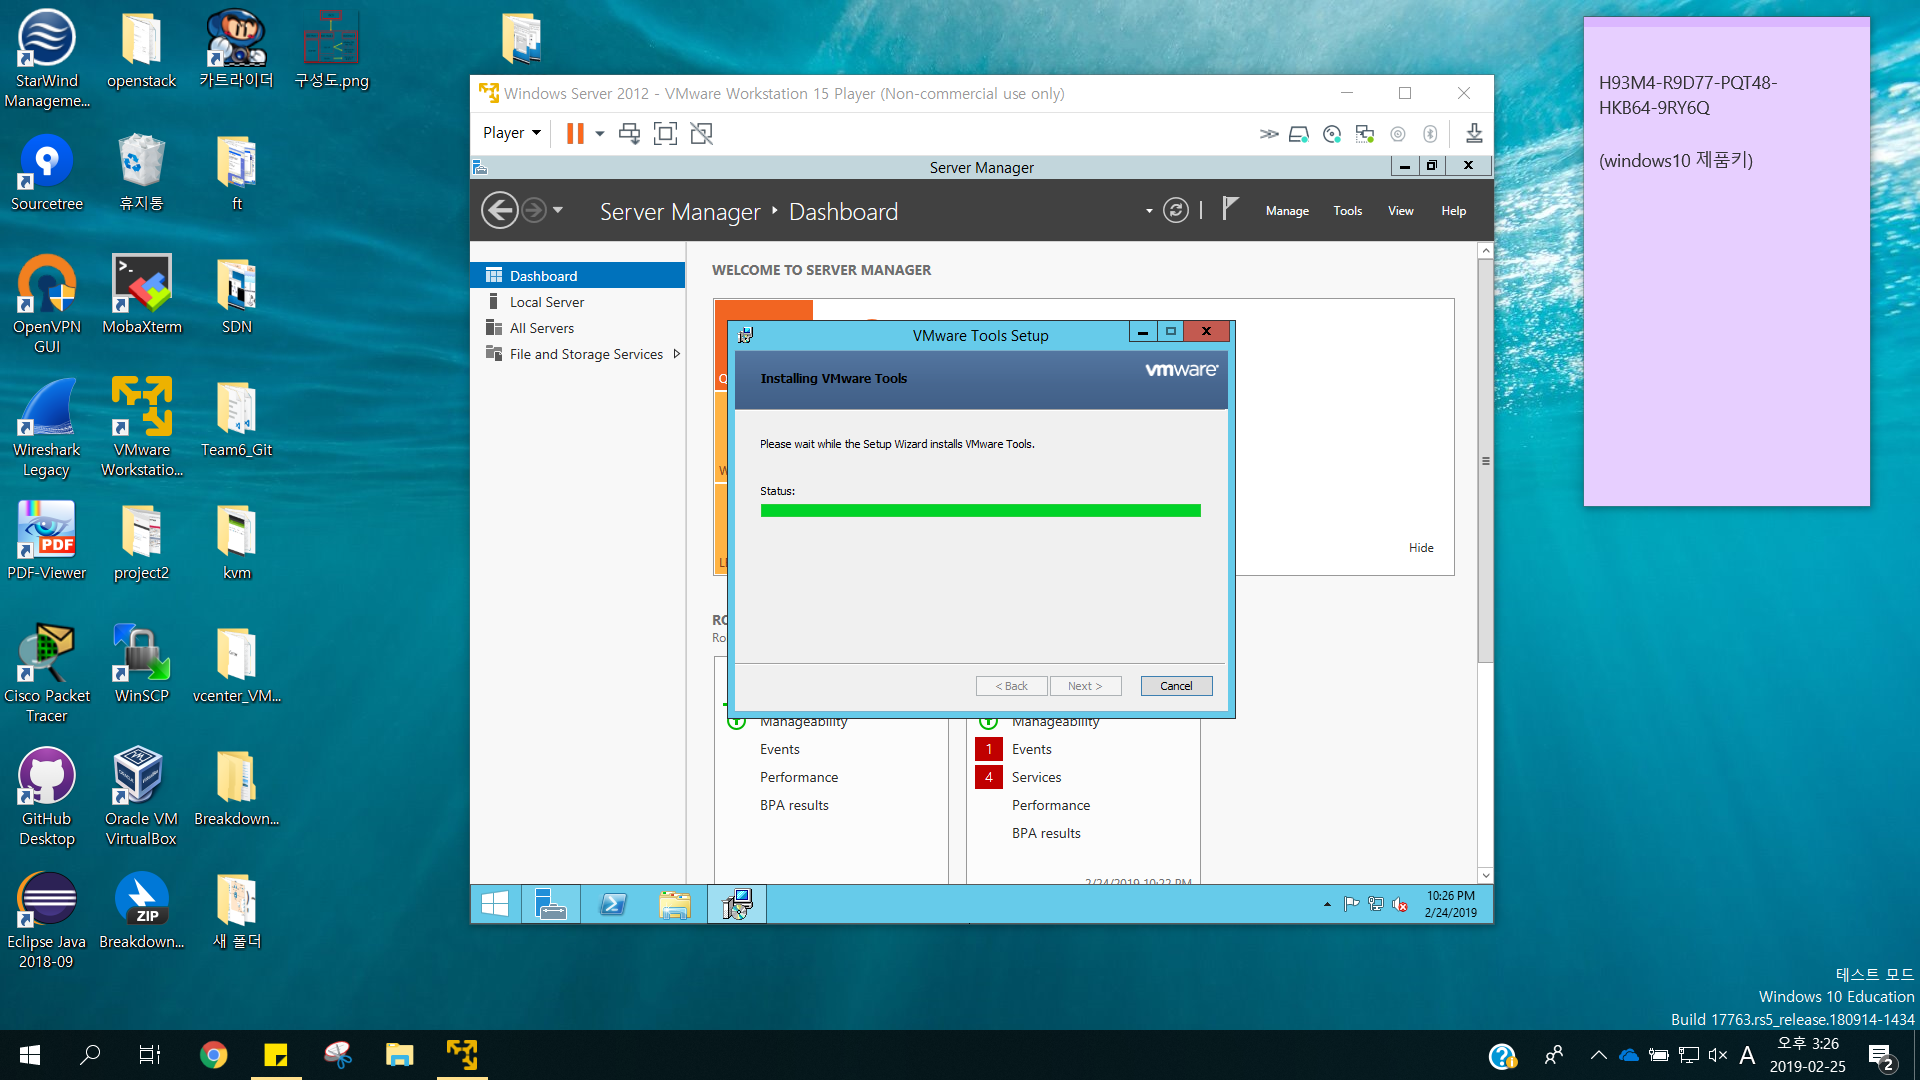 StarWind
Manageme...
openstack
카트라이더
구성도.png
Sourcetree
휴지통
ft
OpenVPN
GUI
MobaXterm
SDN
Wireshark
Legacy
VMware
Workstatio...
Team6_Git
PDF-Viewer
project2
kvm
Cisco Packet
Tracer
WinSCP
vcenter_VM...
GitHub
Desktop
Oracle VM
VirtualBox
Breakdown...
Eclipse Java
2018-09
Breakdown...
새 폴더
PDF
ZIP
Windows Server 2012 - VMware Workstation 15 Player (Non-commercial use only)
Player
Server Manager
Server Manager
Dashboard
Manage
Tools
View
Help
Dashboard
Local Server
All Servers
File and Storage Services
WELCOME TO SERVER MANAGER
VMware Tools Setup
Installing VMware Tools
vmware
Please wait while the Setup Wizard installs VMware Tools.
Status:
< Back
Next >
Cancel
Hide
Manageability
Events
Performance
BPA results
Manageability
1 Events
4 Services
Performance
BPA results
2/24/2019 10:22 PM
10:26 PM
2/24/2019
H93M4-R9D77-PQT48-
HKB64-9RY6Q
(windows10 제품키)
테스트 모드
Windows 10 Education
Build 17763.rs5_release.180914-1434
A
오후 3:26
2019-02-25
2